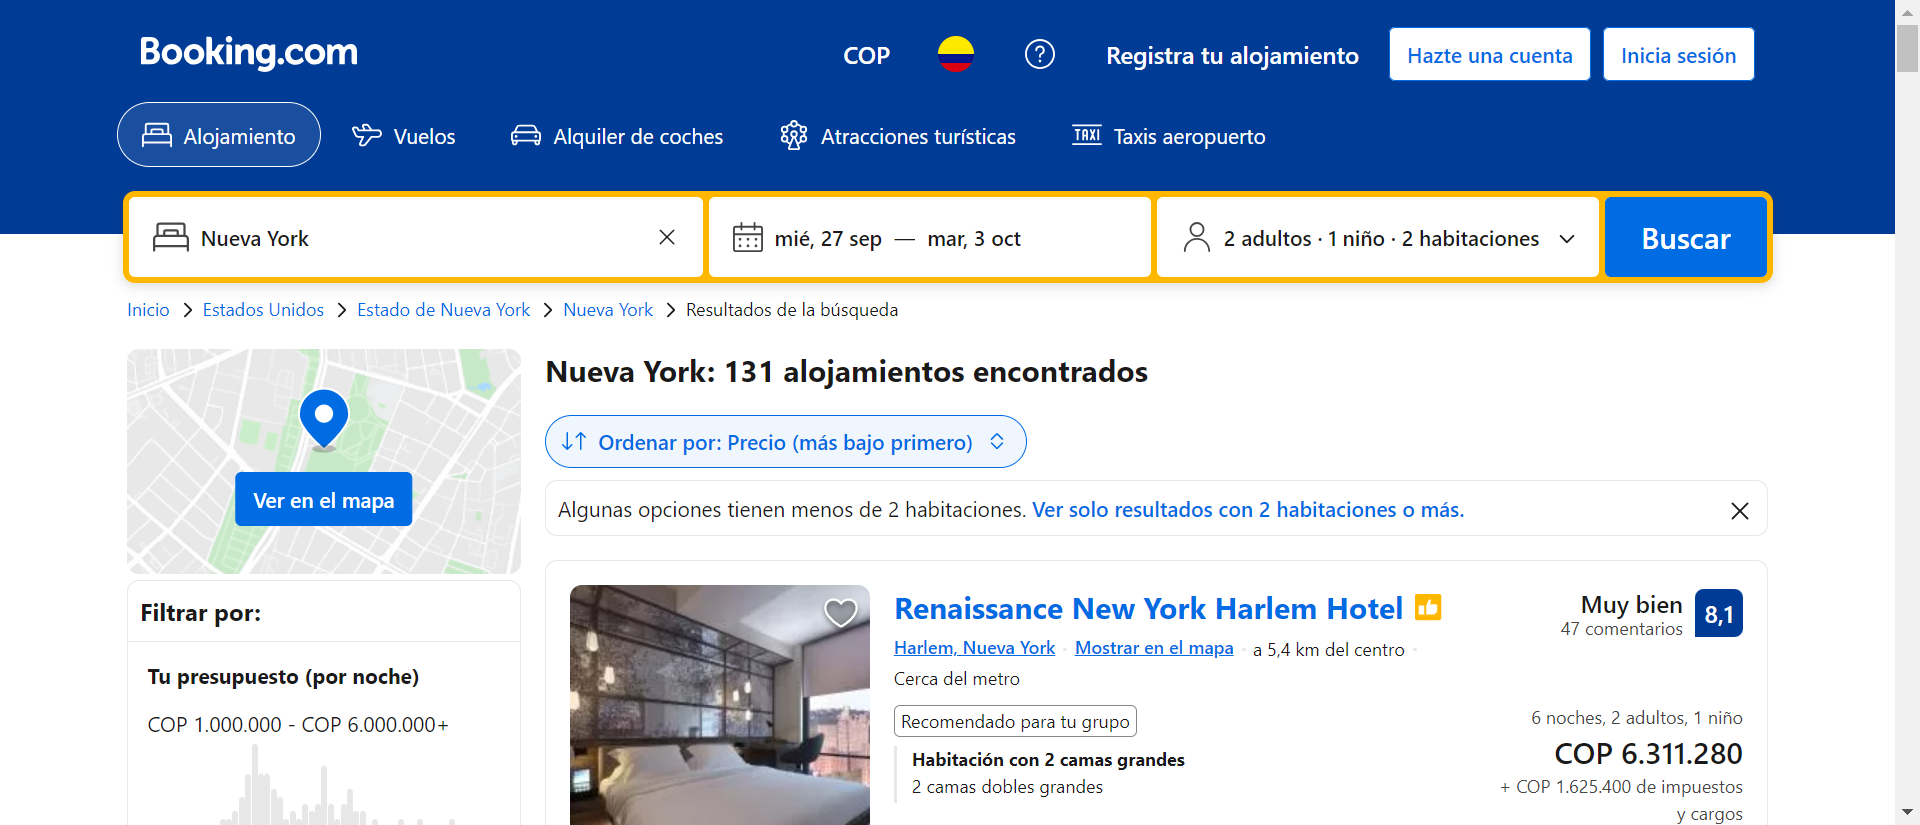 Booking.com
COP
Registra tu alojamiento
Hazte una cuenta
Inicia sesión
Alojamiento
Vuelos
Alquiler de coches
TAXI
Atracciones turísticas
Taxis aeropuerto
Nueva York
mié, 27 sep — mar, 3 oct
2 adultos · 1 niño · 2 habitaciones
Buscar
Inicio
Estados Unidos
Estado de Nueva York
Nueva York
Resultados de la búsqueda
Ver en el mapa
Filtrar por:
Tu presupuesto (por noche)
COP 1.000.000 - COP 6.000.000+
Nueva York: 131 alojamientos encontrados
Ordenar por: Precio (más bajo primero)
Algunas opciones tienen menos de 2 habitaciones. Ver solo resultados con 2 habitaciones o más.
Renaissance New York Harlem Hotel
Harlem, Nueva York · Mostrar en el mapa · a 5,4 km del centro ·
Cerca del metro
Recomendado para tu grupo
Habitación con 2 camas grandes
2 camas dobles grandes
Muy bien
47 comentarios
8,1
6 noches, 2 adultos, 1 niño
COP 6.311.280
+ COP 1.625.400 de impuestos
y cargos